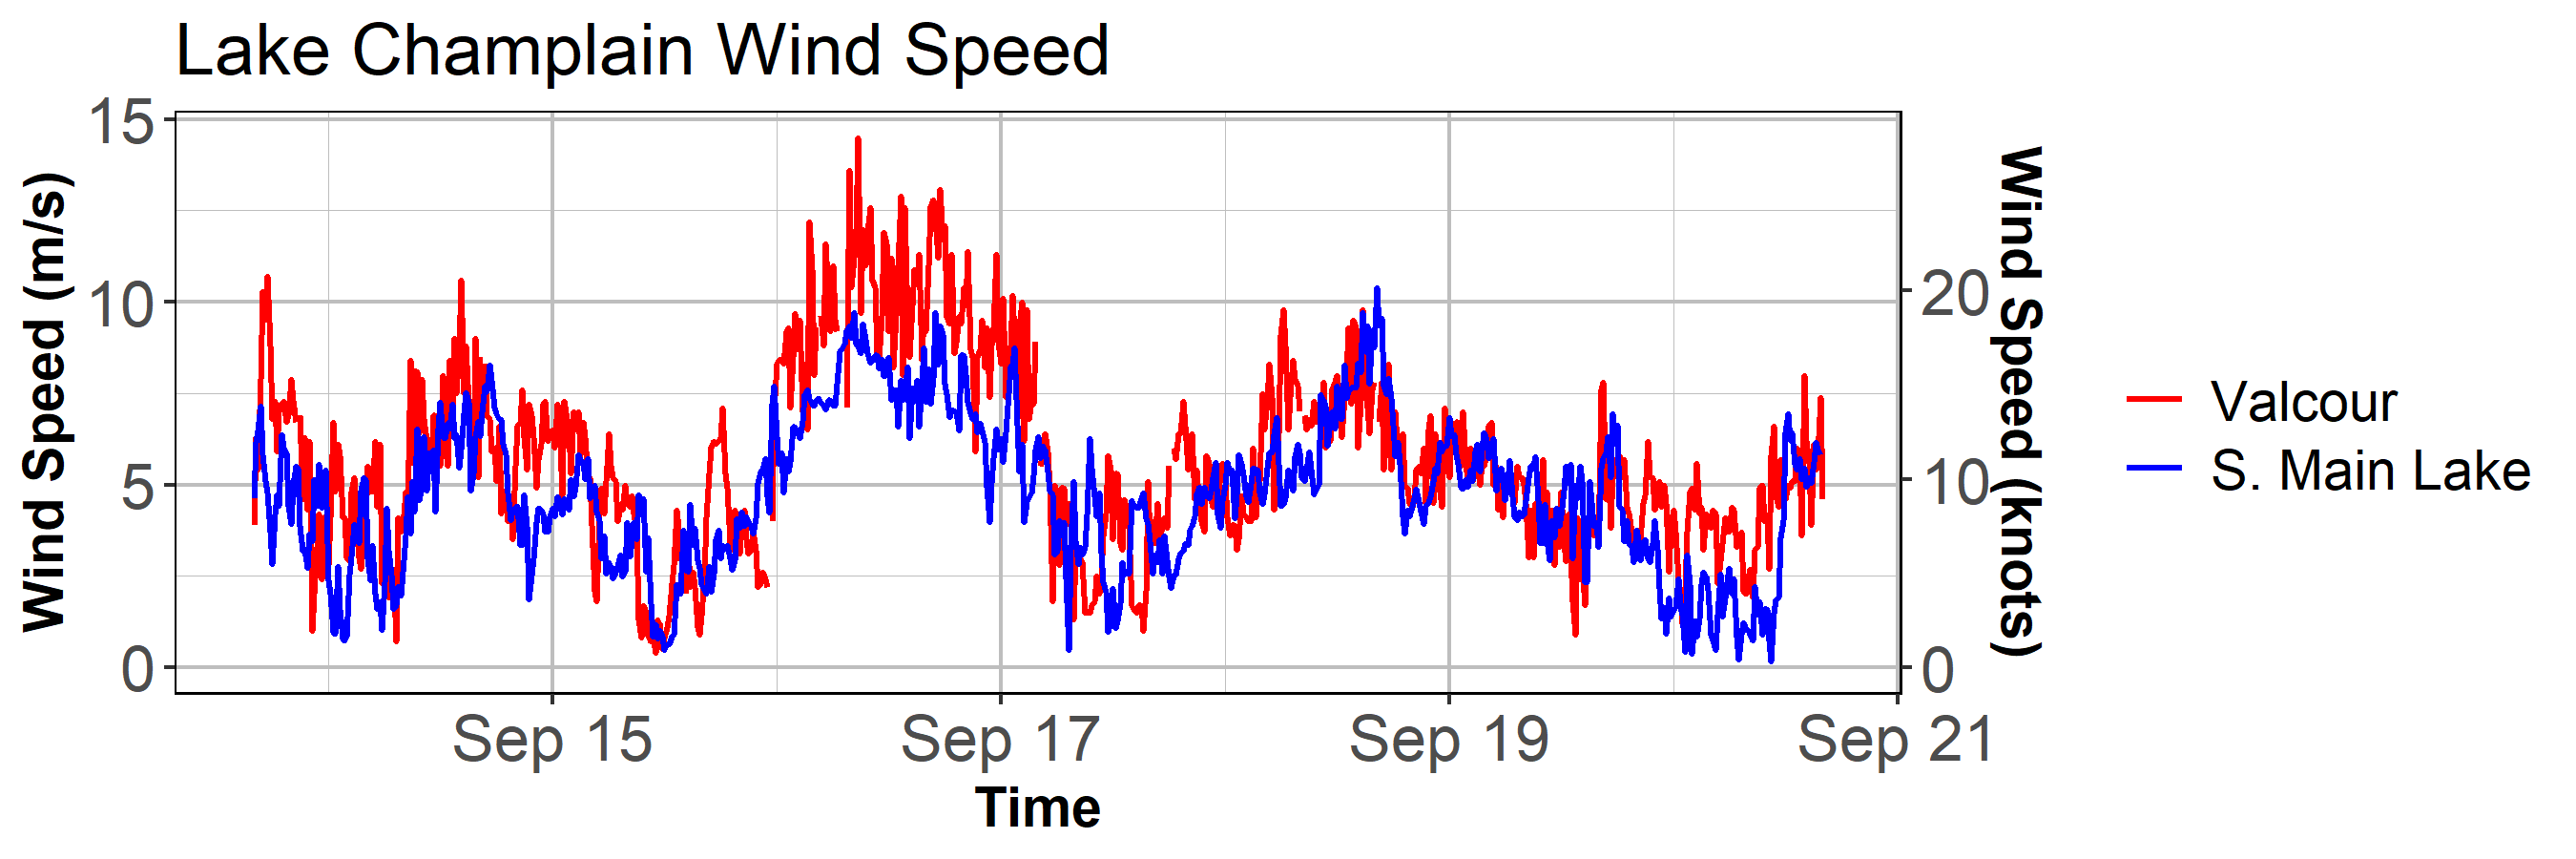 Lake Champlain Wind Speed
Wind Speed (m/s)
15
10
5
0
Sep 15
Sep 17
Sep 19
Sep 21
Time
20
10
0
Wind Speed (knots)
Valcour
S. Main Lake